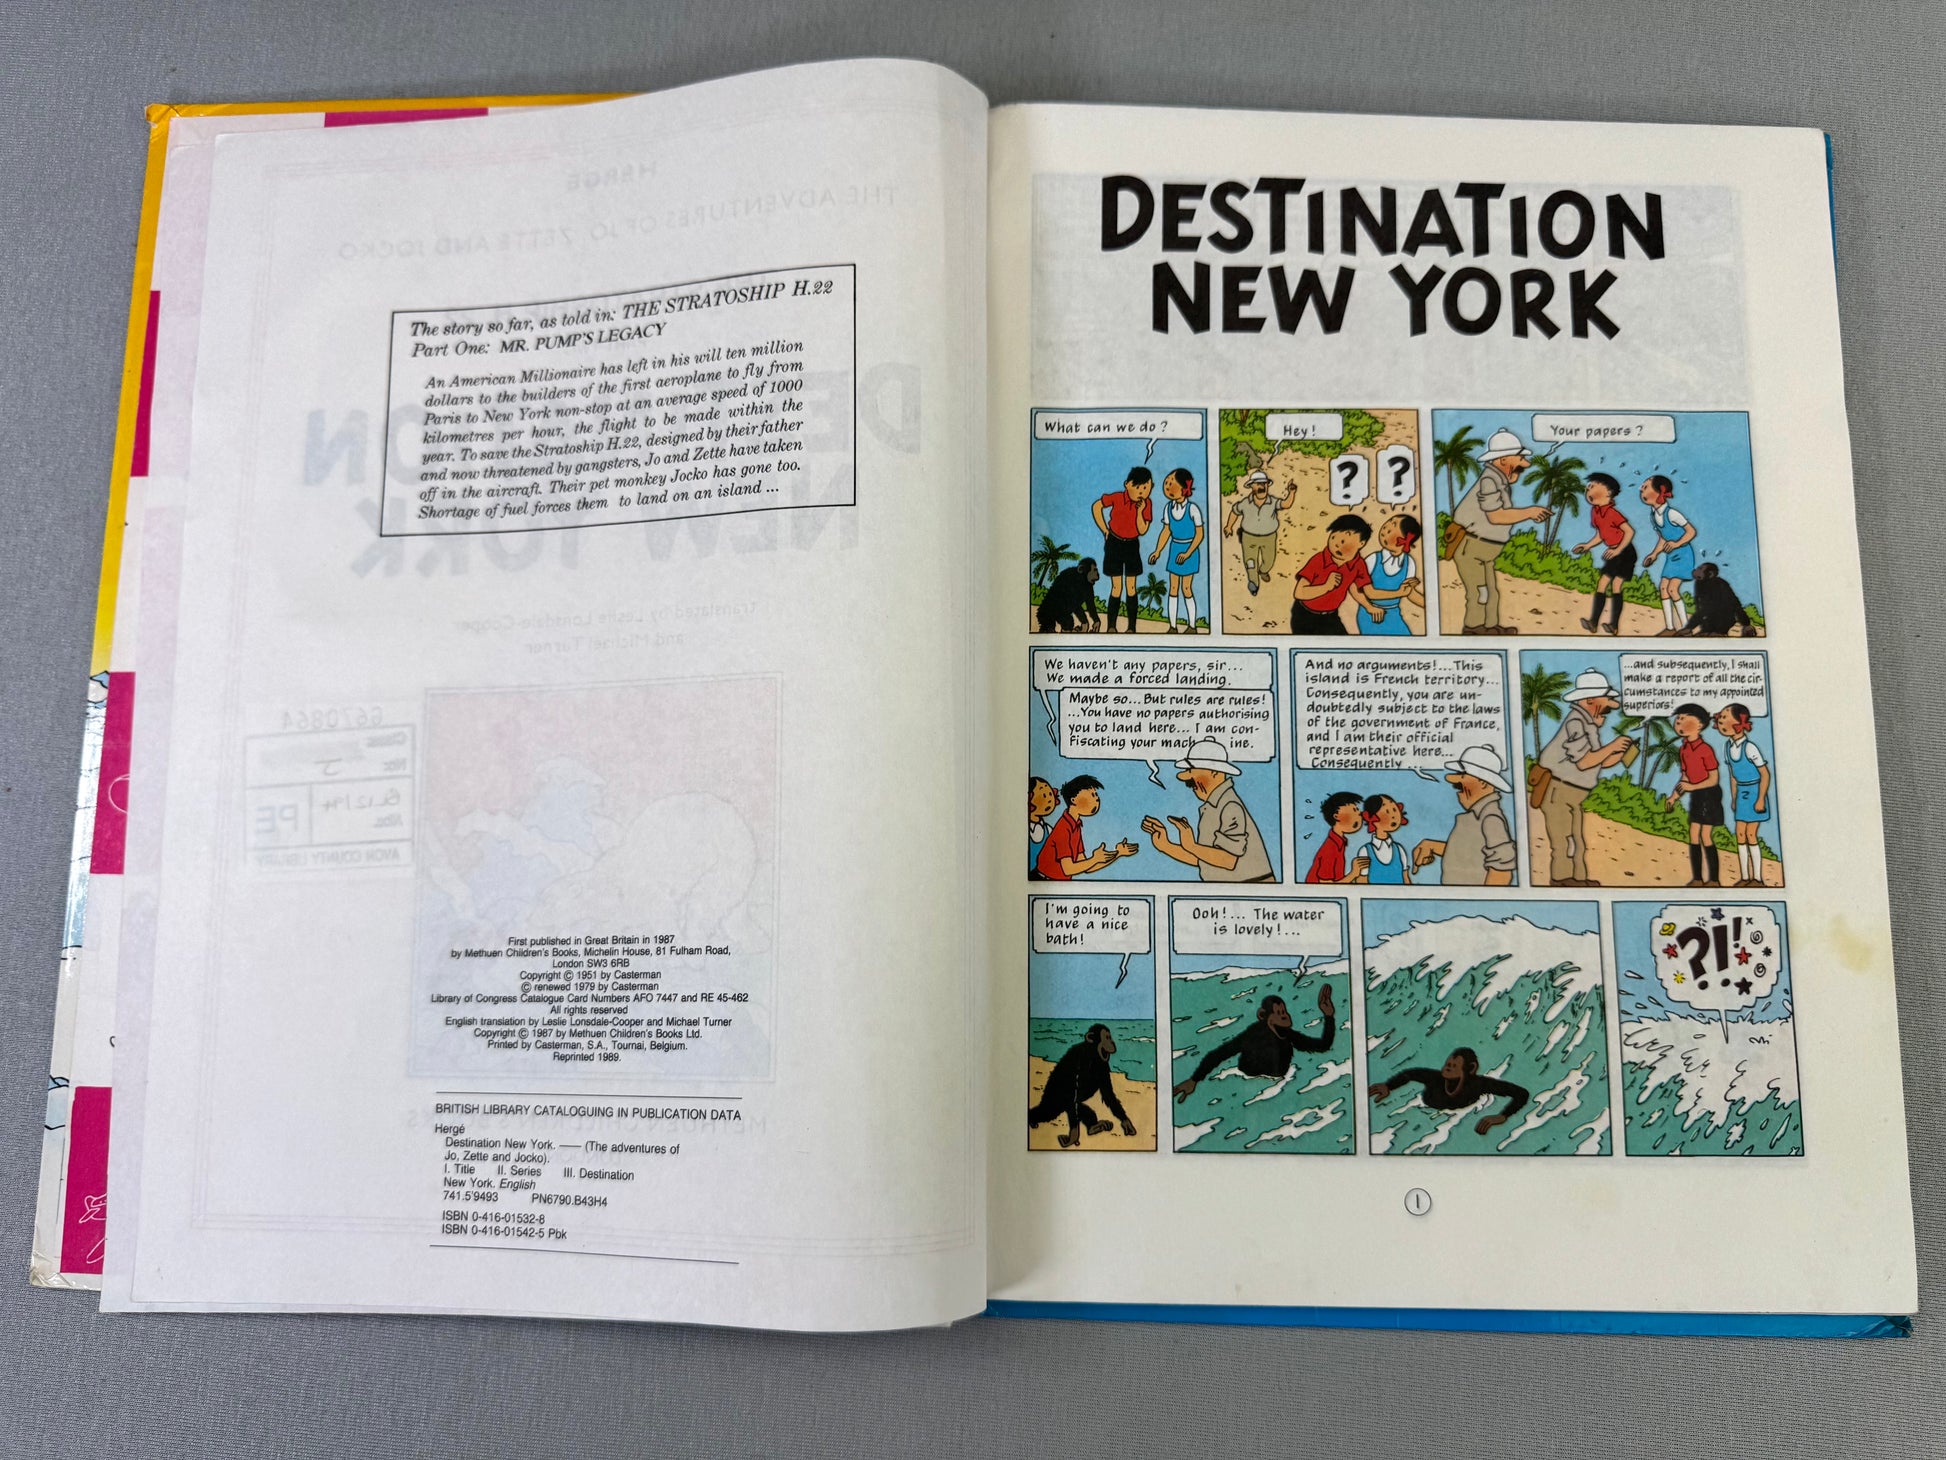 The story so far, as told in: THE STRATOSHIP H.22
Part One: MR. PUMP'S LEGACY
An American Millionaire has left in his will ten million
dollars to the builders of the first aeroplane to fly from
Paris to New York non-stop at an average speed of 1000
kilometres per hour, the flight to be made within the
year. To save the Stratoship H.22, designed by their father
and now threatened by gangsters, Jo and Zette have taken
off in the aircraft. Their pet monkey Jocko has gone too.
Shortage of fuel forces them to land on an island ...
First published in Great Britain in 1987
by Methuen Children's Books, Michelin House, 81 Fulham Road,
London SW3 6RB
Copyright © 1951 by Casterman
© renewed 1979 by Casterman
Library of Congress Catalogue Card Numbers AFO 7447 and RE 45-462
All rights reserved
English translation by Leslie Lonsdale-Cooper and Michael Turner
Copyright © 1987 by Methuen Children's Books Ltd.
Printed by Casterman, S.A., Tournai, Belgium.
Reprinted 1989.
BRITISH LIBRARY CATALOGUING IN PUBLICATION DATA
Hergé
Destination New York. —— (The adventures of
Jo, Zette and Jocko).
I. Title II. Series III. Destination
New York. English
741.5'9493 PN6790.B43H4
ISBN 0-416-01532-8
ISBN 0-416-01542-5 Pbk
DESTINATION
NEW YORK
What can we do?
Hey!
?
?
Your papers?
We haven't any papers, sir...
We made a forced landing.
Maybe so... But rules are rules!
...You have no papers authorising
you to land here... I am con-
fiscating your mach ine.
And no arguments!...This
island is French territory...
Consequently, you are un-
doubtedly subject to the laws
of the government of France,
and I am their official
representative here...
Consequently ...
...and subsequently, I shall
make a report of all the cir-
cumstances to my appointed
superiors!
I'm going to
have a nice
bath!
Ooh!... The water
is lovely!...
?!!
1